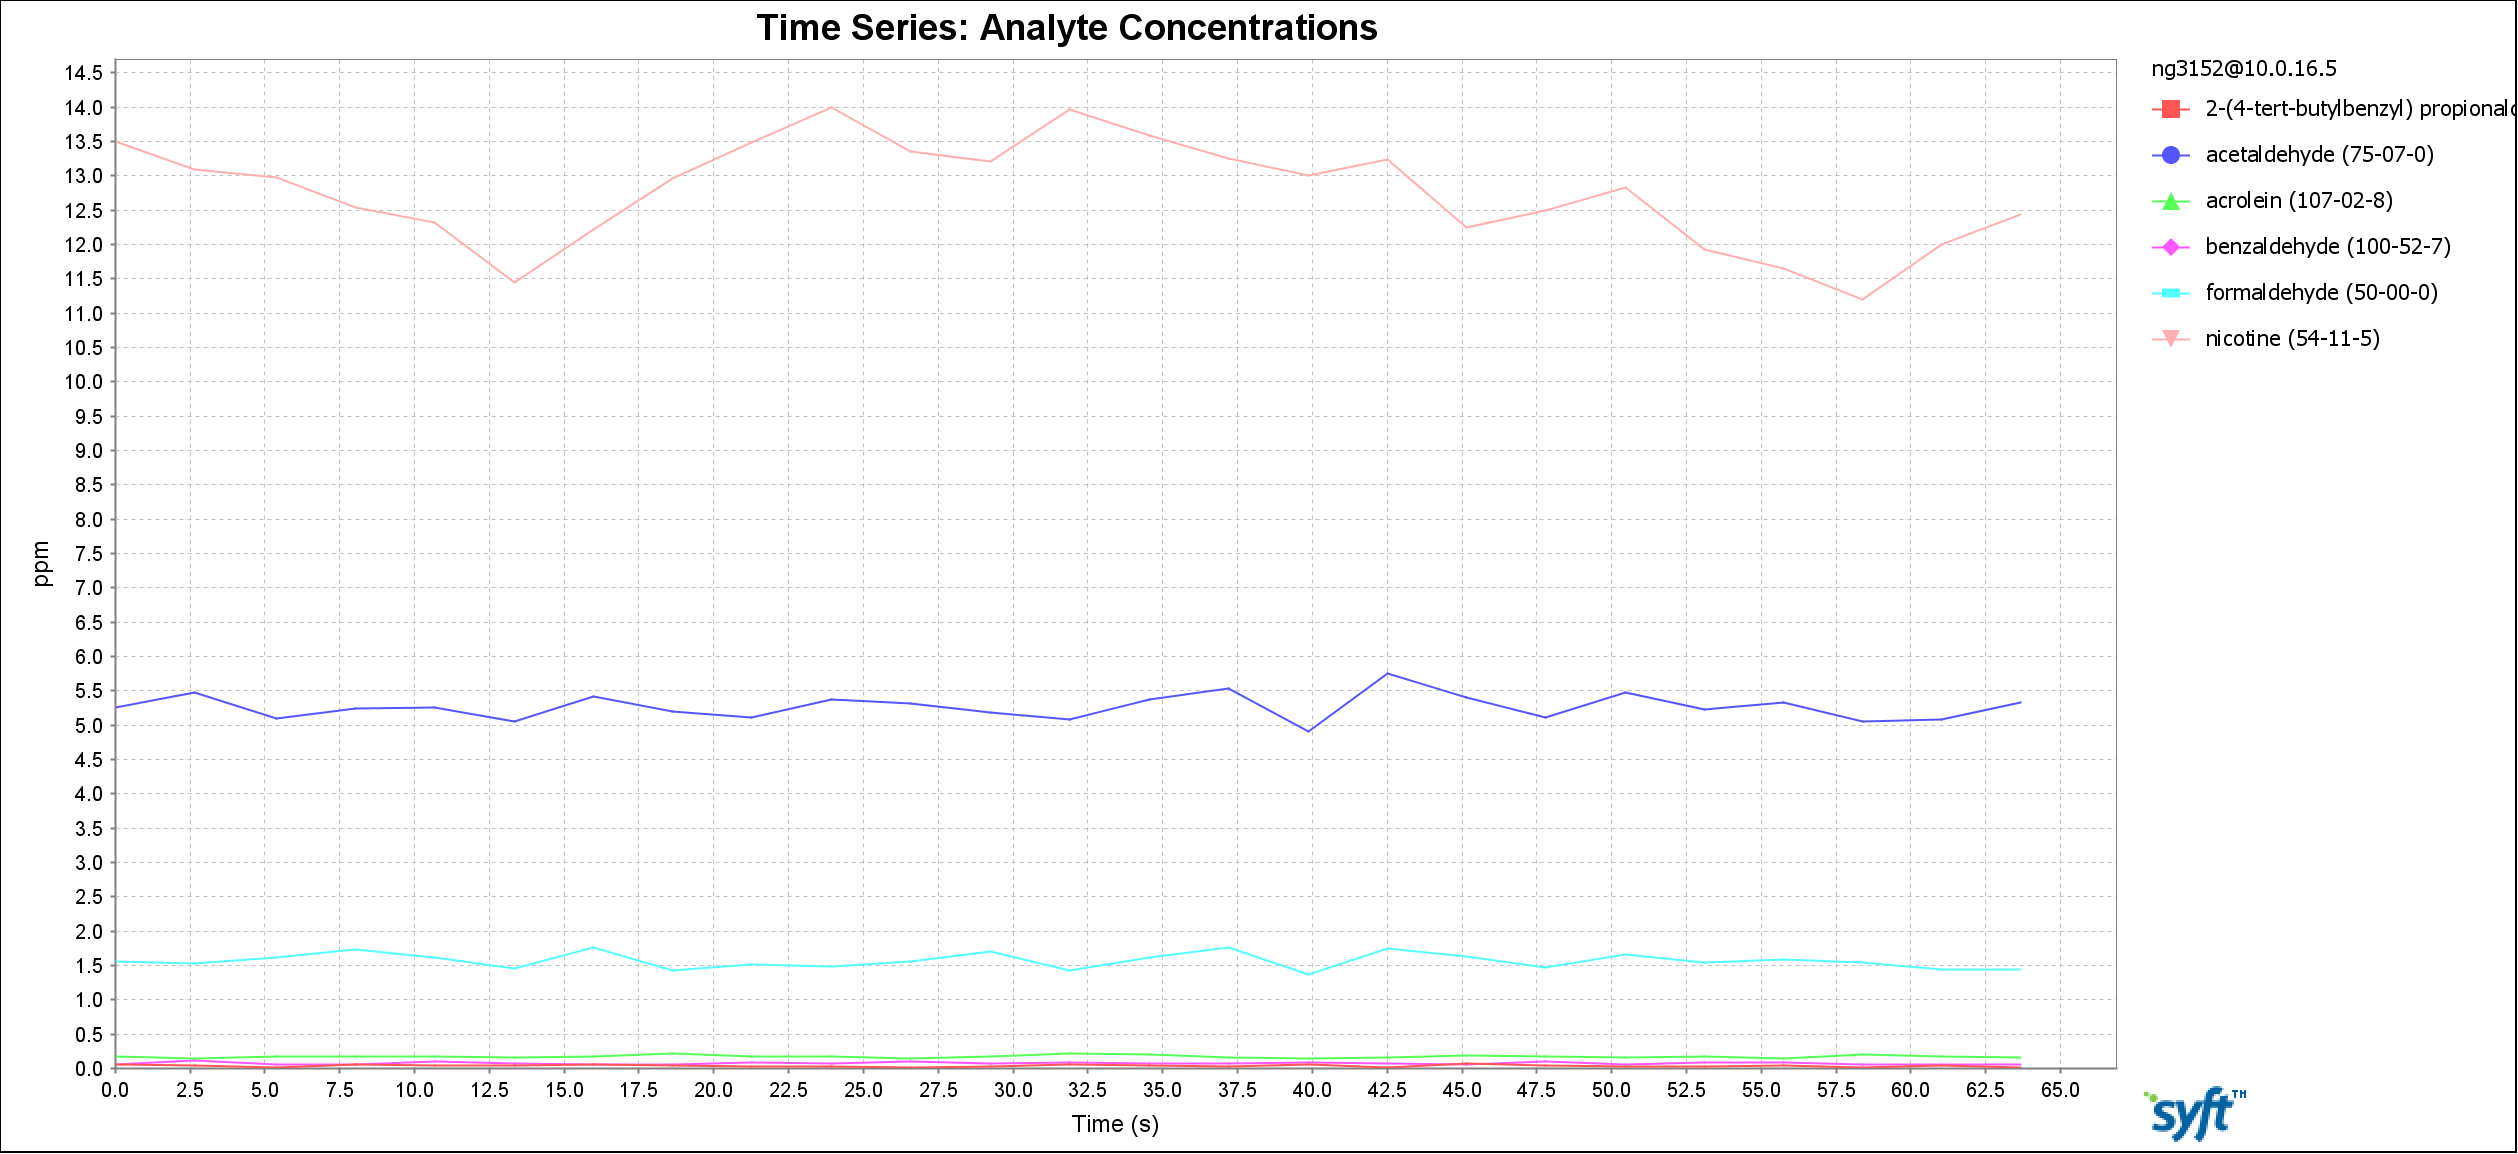 Time Series: Analyte Concentrations
14.5
14.0
13.5
13.0
12.5
12.0
11.5
11.0
10.5
10.0
9.5
9.0
8.5
8.0
7.5
7.0
6.5
6.0
5.5
5.0
4.5
4.0
3.5
3.0
2.5
2.0
1.5
1.0
0.5
0.0
ppm
0.0 2.5 5.0 7.5 10.0 12.5 15.0 17.5 20.0 22.5 25.0 27.5 30.0 32.5 35.0 37.5 40.0 42.5 45.0 47.5 50.0 52.5 55.0 57.5 60.0 62.5 65.0
Time (s)
ng3152@10.0.16.5
2-(4-tert-butylbenzyl) propional
acetaldehyde (75-07-0)
acrolein (107-02-8)
benzaldehyde (100-52-7)
formaldehyde (50-00-0)
nicotine (54-11-5)
syft™